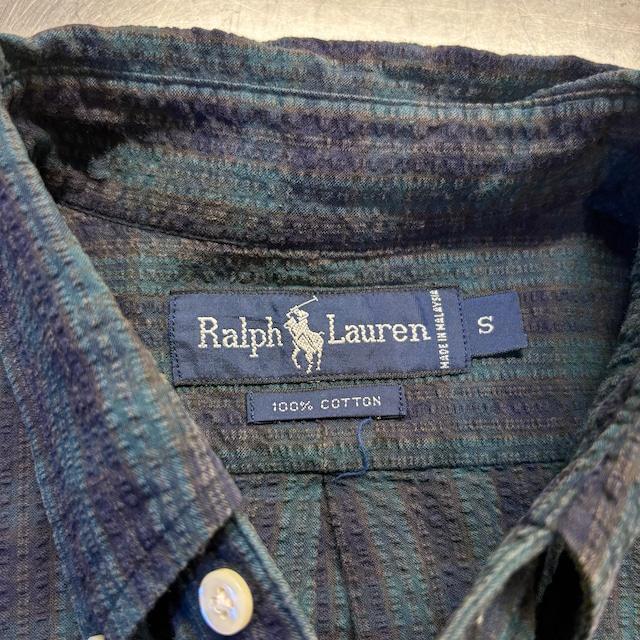 Ralph Lauren
MADE IN MALAYSIA
S
100% COTTON